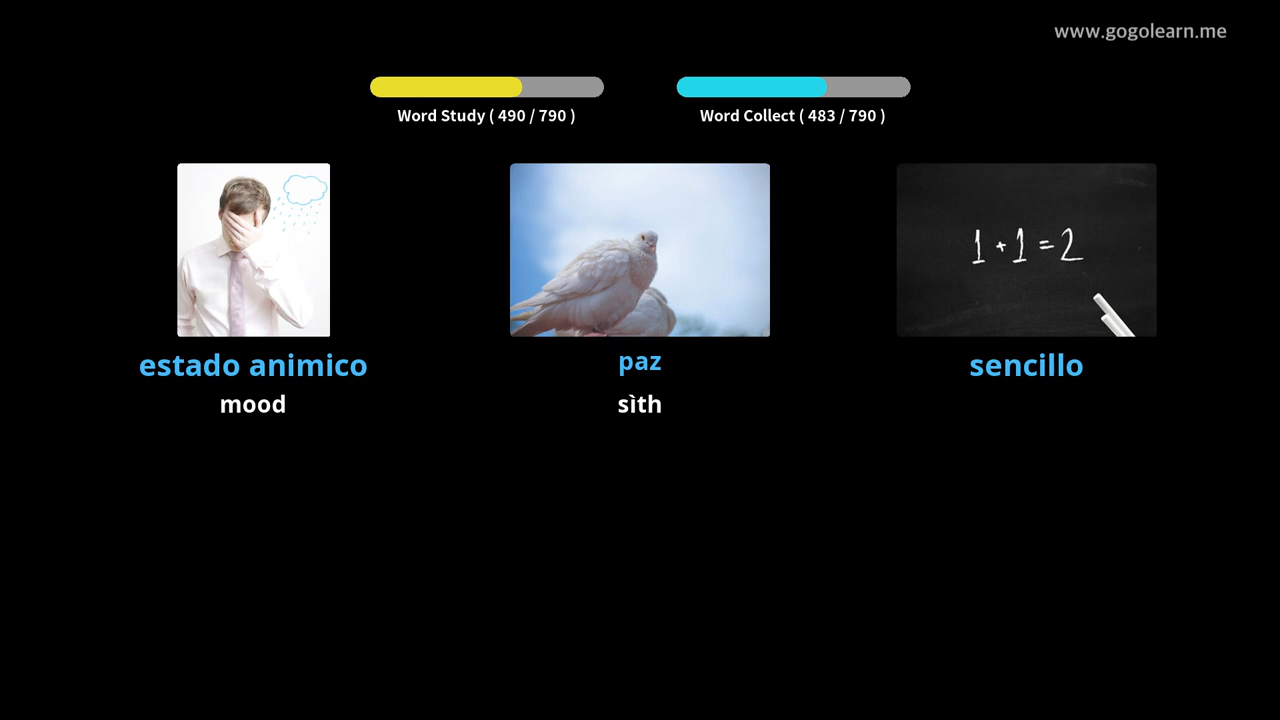 www.gogolearn.me
Word Study ( 490 / 790 )
Word Collect ( 483 / 790 )
1 + 1 = 2
estado animico
paz
sencillo
mood
sìth